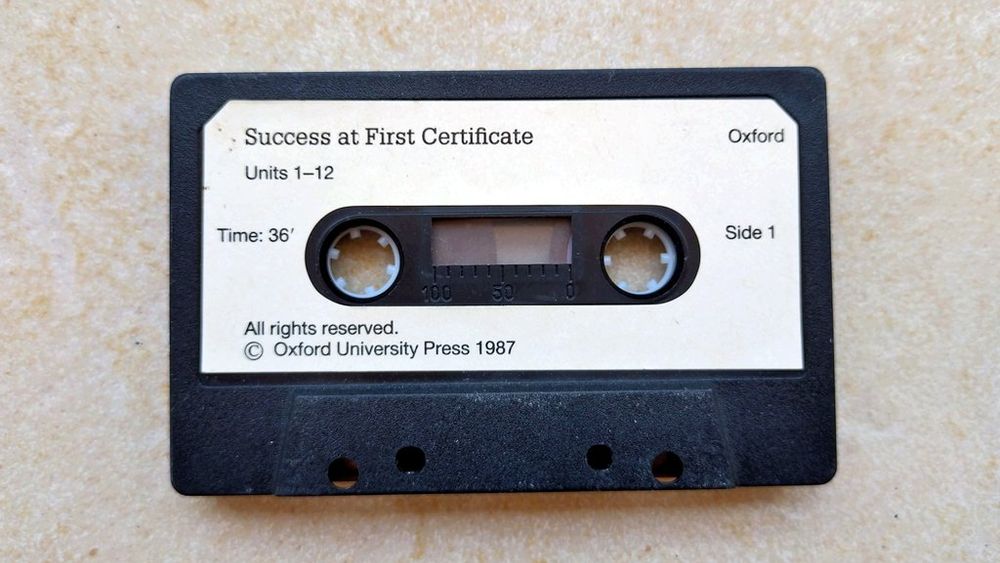 Success at First Certificate
Oxford
Units 1–12
Time: 36′
Side 1
100 50 0
All rights reserved.
© Oxford University Press 1987